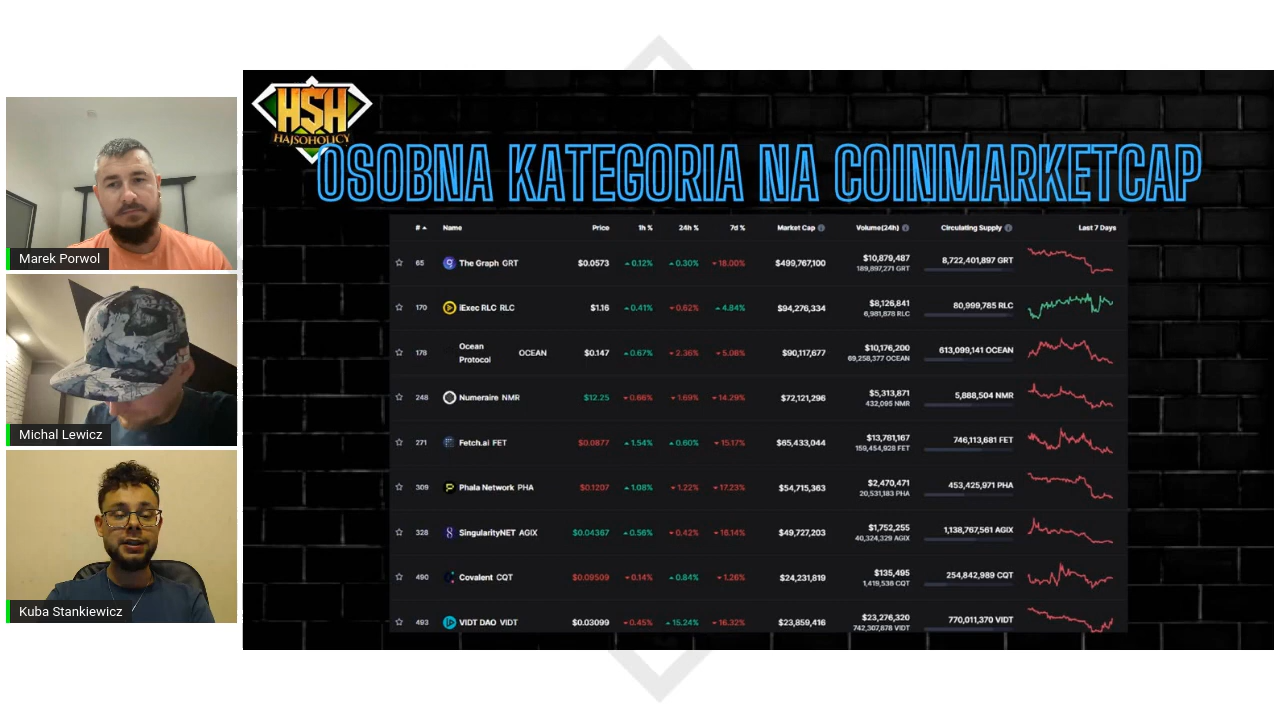 H$H
HAJSOHOLICY
OSOBNA KATEGORIA NA COINMARKETCAP
# Name Price 1h % 24h % 7d % Market Cap Volume(24h) Circulating Supply Last 7 Days
65 The Graph GRT $0.0573 0.12% 0.30% 18.00% $499,767,100 $10,879,487 8,722,401,897 GRT
189,897,271 GRT
170 iExec RLC RLC $1.16 0.41% 0.62% 4.84% $94,276,334 $8,126,841 80,999,785 RLC
6,981,878 RLC
178 Ocean Protocol OCEAN $0.147 0.67% 2.36% 5.08% $90,117,677 $10,176,200 613,099,141 OCEAN
69,258,377 OCEAN
248 Numeraire NMR $12.25 0.66% 1.69% 14.29% $72,121,296 $5,313,871 5,888,504 NMR
432,095 NMR
271 Fetch.ai FET $0.0877 1.54% 0.60% 15.17% $65,433,044 $13,781,167 746,113,681 FET
159,454,928 FET
309 Phala Network PHA $0.1207 1.08% 1.22% 17.23% $54,715,363 $2,470,471 453,425,971 PHA
20,531,183 PHA
328 SingularityNET AGIX $0.04367 0.56% 0.42% 16.14% $49,727,203 $1,752,255 1,138,767,561 AGIX
40,324,329 AGIX
490 Covalent CQT $0.09509 0.14% 0.84% 1.26% $24,231,819 $135,495 254,842,989 CQT
1,419,538 CQT
493 VIDT DAO VIDT $0.03099 0.45% 15.24% 16.32% $23,859,416 $23,276,320 770,011,370 VIDT
742,307,878 VIDT
Marek Porwol
Michal Lewicz
Kuba Stankiewicz